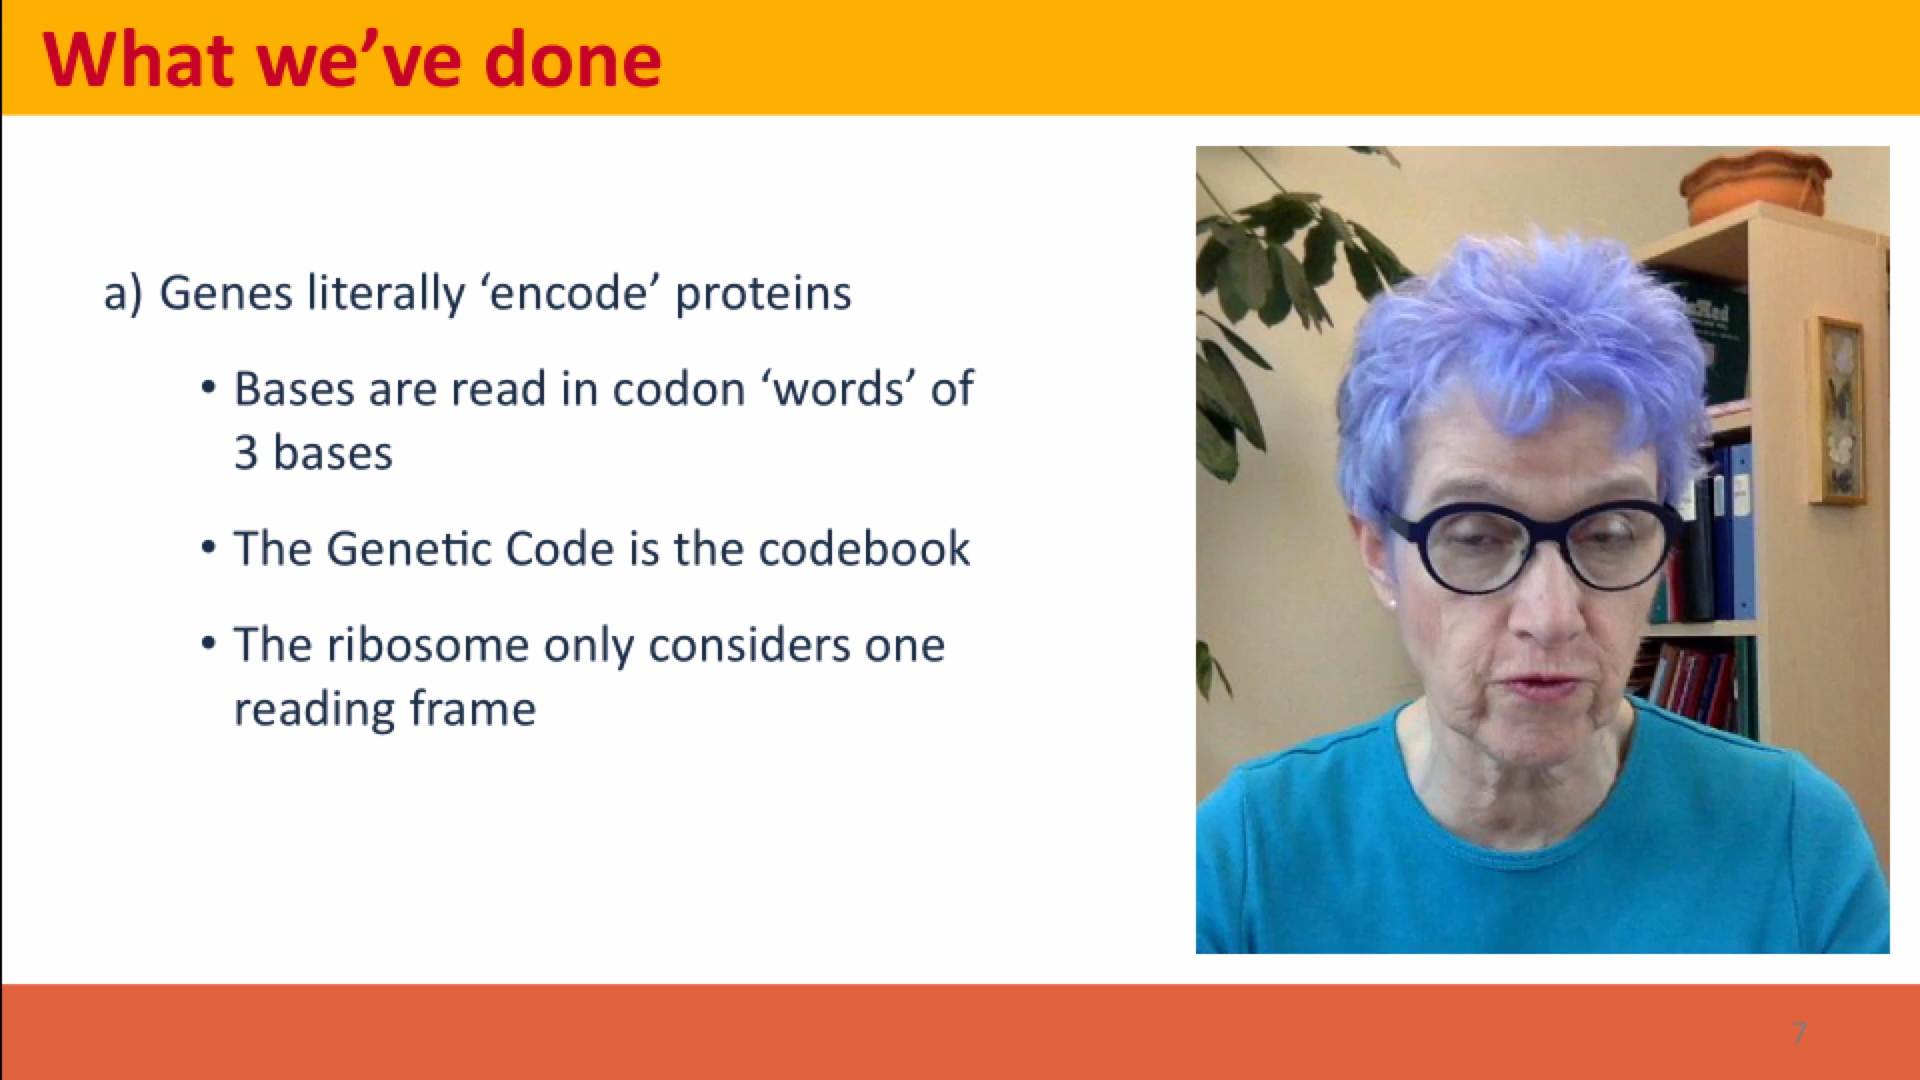 What we’ve done
a) Genes literally ‘encode’ proteins
• Bases are read in codon ‘words’ of
3 bases
• The Genetic Code is the codebook
• The ribosome only considers one
reading frame
7